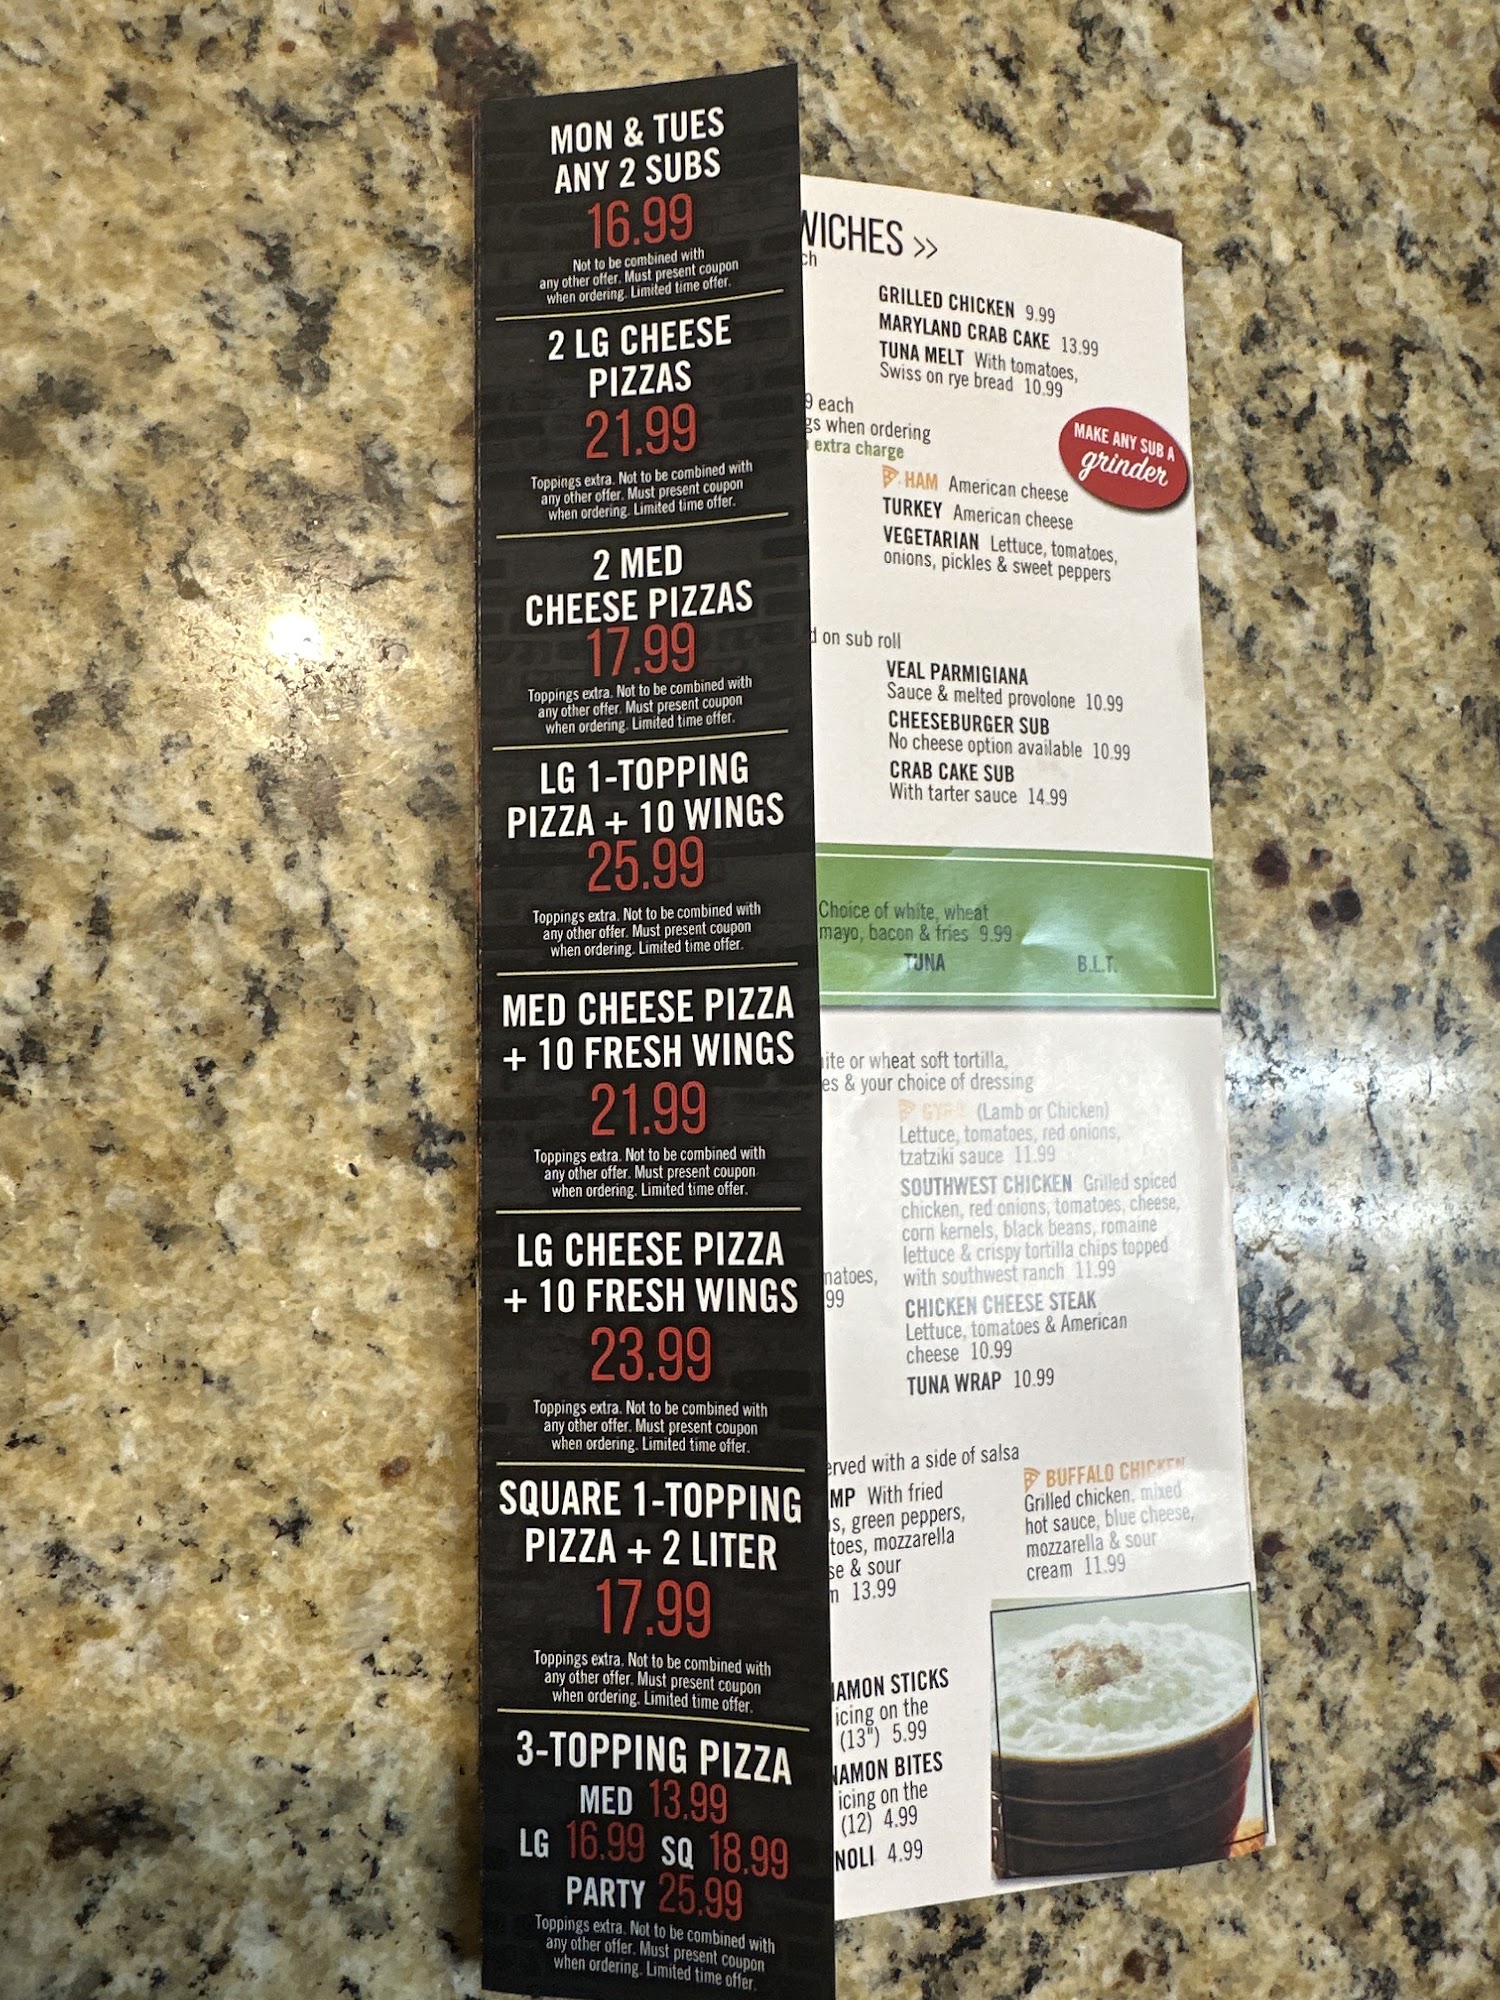 MON & TUES
ANY 2 SUBS
16.99
Not to be combined with
any other offer. Must present coupon
when ordering. Limited time offer.
2 LG CHEESE
PIZZAS
21.99
Toppings extra. Not to be combined with
any other offer. Must present coupon
when ordering. Limited time offer.
2 MED
CHEESE PIZZAS
17.99
Toppings extra. Not to be combined with
any other offer. Must present coupon
when ordering. Limited time offer.
LG 1-TOPPING
PIZZA + 10 WINGS
25.99
Toppings extra. Not to be combined with
any other offer. Must present coupon
when ordering. Limited time offer.
MED CHEESE PIZZA
+ 10 FRESH WINGS
21.99
Toppings extra. Not to be combined with
any other offer. Must present coupon
when ordering. Limited time offer.
LG CHEESE PIZZA
+ 10 FRESH WINGS
23.99
Toppings extra. Not to be combined with
any other offer. Must present coupon
when ordering. Limited time offer.
SQUARE 1-TOPPING
PIZZA + 2 LITER
17.99
Toppings extra. Not to be combined with
any other offer. Must present coupon
when ordering. Limited time offer.
3-TOPPING PIZZA
MED 13.99
LG 16.99 SQ 18.99
PARTY 25.99
Toppings extra. Not to be combined with
any other offer. Must present coupon
when ordering. Limited time offer.
WICHES >>
ch
GRILLED CHICKEN 9.99
MARYLAND CRAB CAKE 13.99
TUNA MELT With tomatoes,
Swiss on rye bread 10.99
9 each
gs when ordering
extra charge
MAKE ANY SUB A
grinder
HAM American cheese
TURKEY American cheese
VEGETARIAN Lettuce, tomatoes,
onions, pickles & sweet peppers
d on sub roll
VEAL PARMIGIANA
Sauce & melted provolone 10.99
CHEESEBURGER SUB
No cheese option available 10.99
CRAB CAKE SUB
With tarter sauce 14.99
Choice of white, wheat
mayo, bacon & fries 9.99
TUNA B.L.T.
ite or wheat soft tortilla,
es & your choice of dressing
GYRO (Lamb or Chicken)
Lettuce, tomatoes, red onions,
tzatziki sauce 11.99
SOUTHWEST CHICKEN Grilled spiced
chicken, red onions, tomatoes, cheese,
corn kernels, black beans, romaine
lettuce & crispy tortilla chips topped
with southwest ranch 11.99
matoes,
99
CHICKEN CHEESE STEAK
Lettuce, tomatoes & American
cheese 10.99
TUNA WRAP 10.99
erved with a side of salsa
MP With fried
s, green peppers,
toes, mozzarella
se & sour
m 13.99
BUFFALO CHICKEN
Grilled chicken, mixed
hot sauce, blue cheese,
mozzarella & sour
cream 11.99
NAMON STICKS
icing on the
(13") 5.99
NAMON BITES
icing on the
(12) 4.99
NOLI 4.99